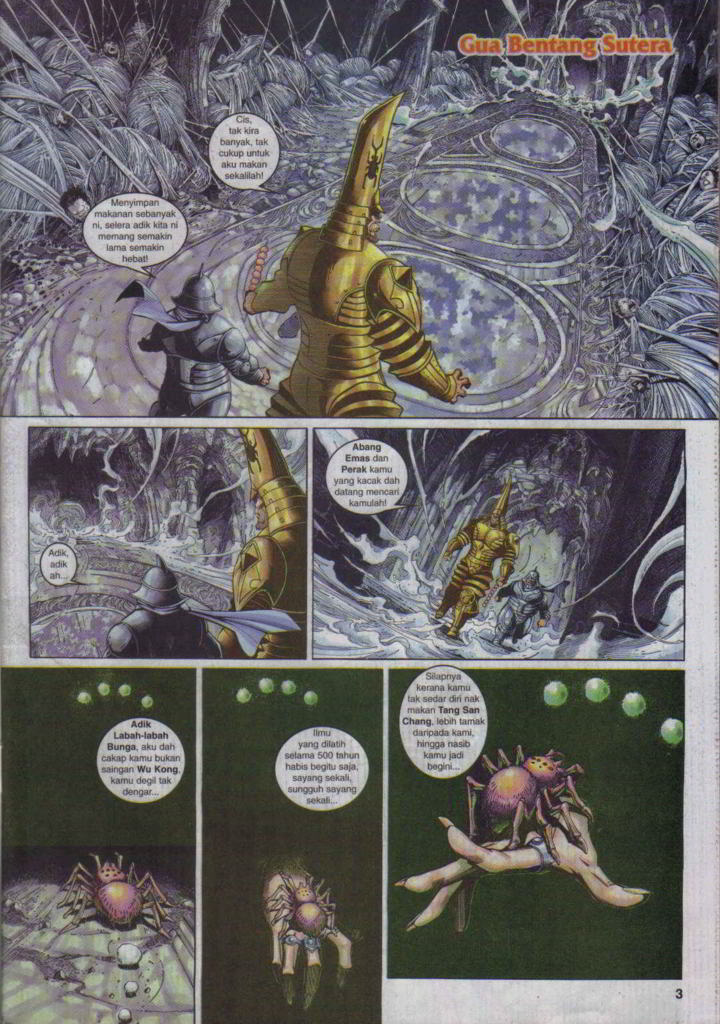 Gua Bentang Sutera
Cis,
tak kira
banyak, tak
cukup untuk
aku makan
sekalilah!
Menyimpan
makanan sebanyak
ni, selera adik kita ni
memang semakin
lama semakin
hebat!
Adik,
adik
ah...
Abang
Emas dan
Perak kamu
yang kacak dah
datang mencari
kamulah!
Adik
Labah-labah
Bunga, aku dah
cakap kamu bukan
saingan Wu Kong,
kamu degil tak
dengar...
Ilmu
yang dilatih
selama 500 tahun
habis begitu saja,
sayang sekali,
sungguh sayang
sekali...
Silapnya
kerana kamu
tak sedar diri nak
makan Tang San
Chang, lebih tamak
daripada kami,
hingga nasib
kamu jadi
begini...
3